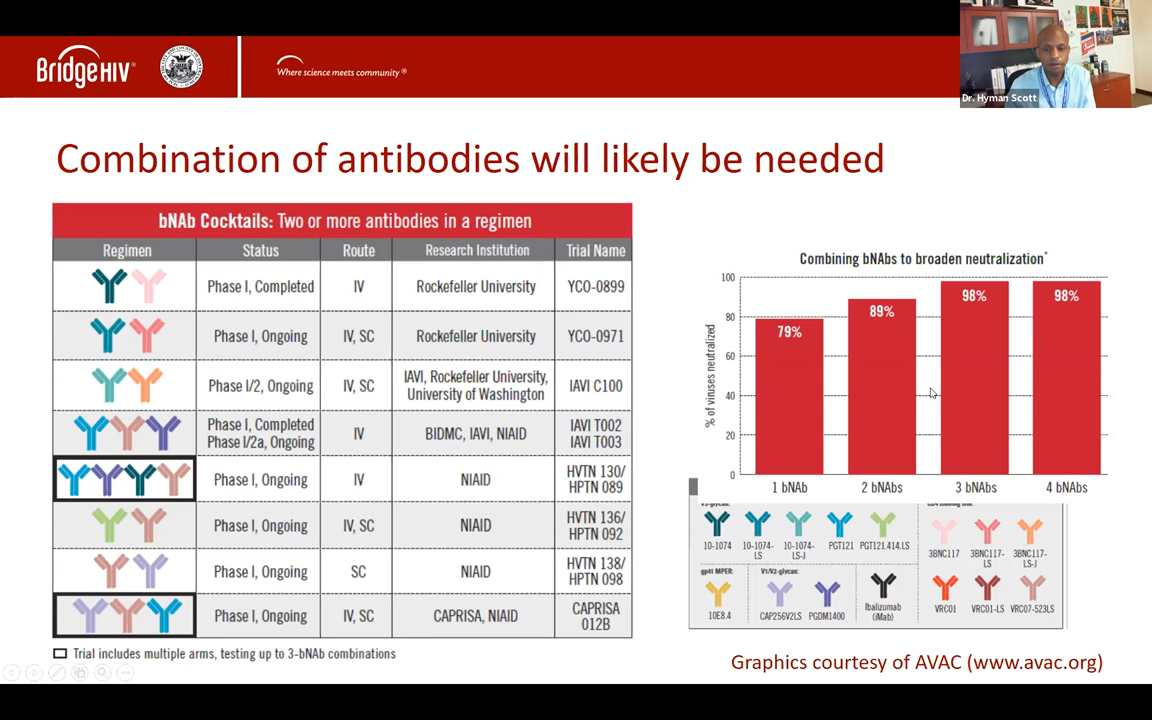 BridgeHIV®
Where science meets community®
Dr. Hyman Scott
Combination of antibodies will likely be needed
bNAb Cocktails: Two or more antibodies in a regimen
Regimen Status Route Research Institution Trial Name
Phase I, Completed IV Rockefeller University YCO-0899
Phase I, Ongoing IV, SC Rockefeller University YCO-0971
Phase I/2, Ongoing IV, SC IAVI, Rockefeller University, University of Washington IAVI C100
Phase I, Completed Phase I/2a, Ongoing IV BIDMC, IAVI, NIAID IAVI T002 IAVI T003
Phase I, Ongoing IV NIAID HVTN 130/ HPTN 089
Phase I, Ongoing IV, SC NIAID HVTN 136/ HPTN 092
Phase I, Ongoing SC NIAID HVTN 138/ HPTN 098
Phase I, Ongoing IV, SC CAPRISA, NIAID CAPRISA 012B
Trial includes multiple arms, testing up to 3-bNAb combinations
Combining bNAbs to broaden neutralization*
% of viruses neutralized
100
80
60
40
20
0
79%
89%
98%
98%
1 bNAb 2 bNAbs 3 bNAbs 4 bNAbs
10-1074 10-1074-LS 10-1074-LS-J PGT121 PGT121.414.LS
3BNC117 3BNC117-LS 3BNC117-LS-J
gp41 MPER: V1/V2-glycan:
10E8.4 CAP256V2LS PGDM1400 Ibalizumab (iMab)
VRC01 VRC01-LS VRC07-523LS
Graphics courtesy of AVAC (www.avac.org)